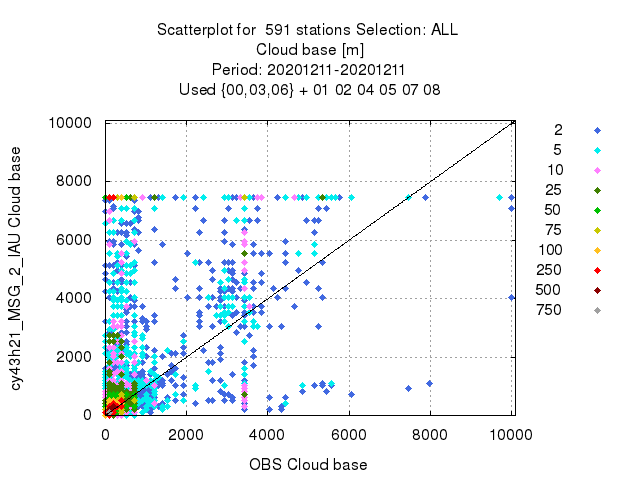 Scatterplot for  591 stations Selection: ALL
Cloud base [m]
Period: 20201211-20201211
Used {00,03,06} + 01 02 04 05 07 08
cy43h21_MSG_2_IAU Cloud base
10000
8000
6000
4000
2000
0
0 2000 4000 6000 8000 10000
OBS Cloud base
2
5
10
25
50
75
100
250
500
750